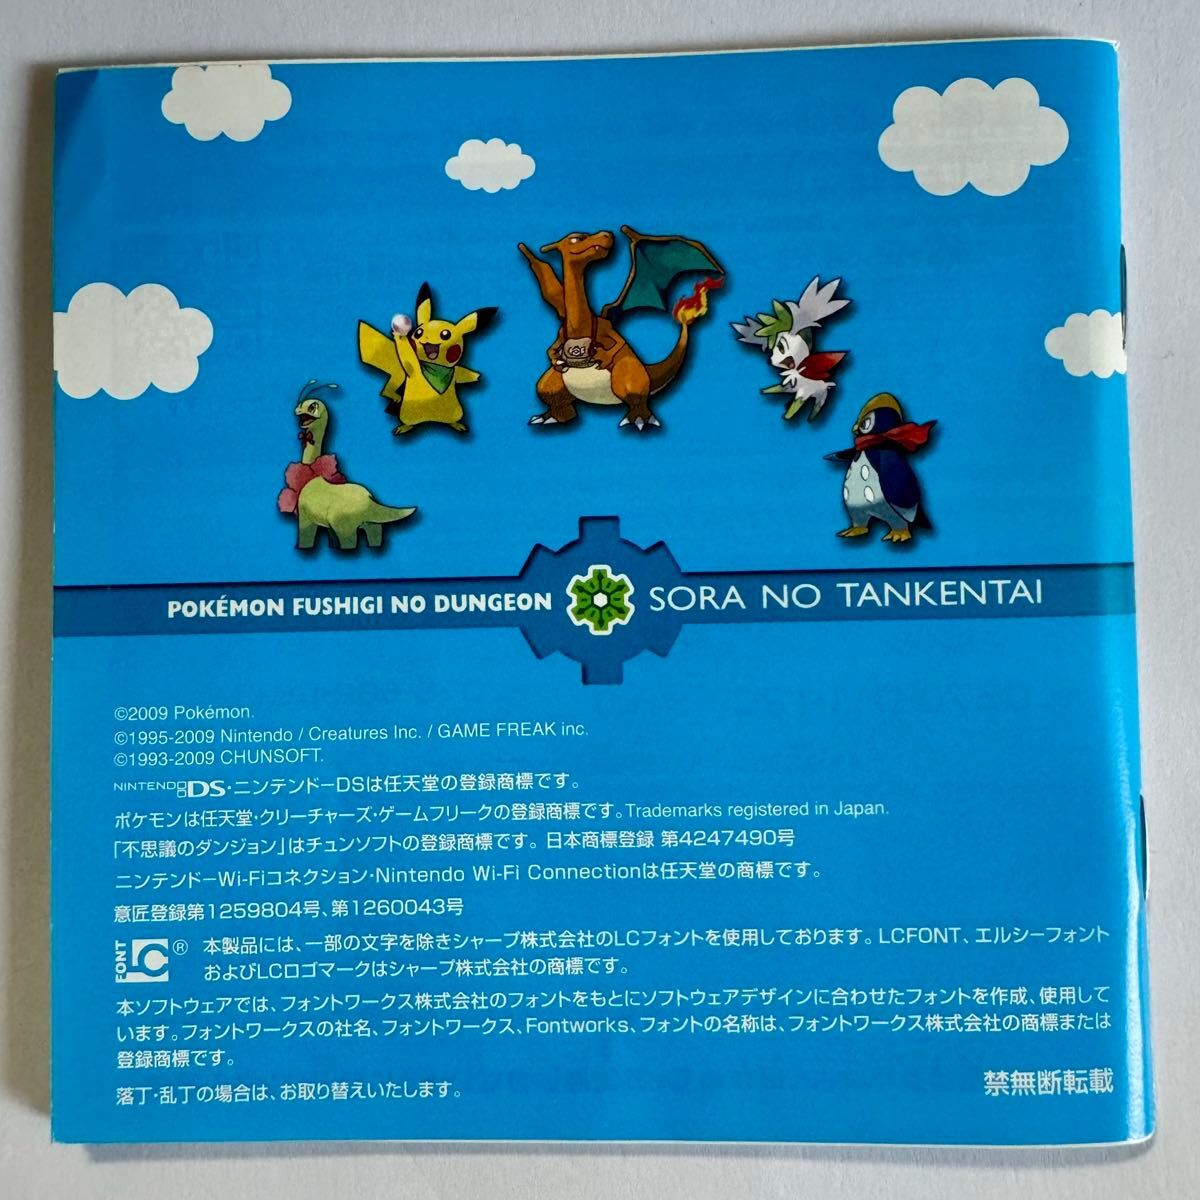 POKÉMON FUSHIGI NO DUNGEON SORA NO TANKENTAI
©2009 Pokémon.
©1995-2009 Nintendo / Creatures Inc. / GAME FREAK inc.
©1993-2009 CHUNSOFT.
NINTENDO DS・ニンテンドーDSは任天堂の登録商標です。
ポケモンは任天堂・クリーチャーズ・ゲームフリークの登録商標です。Trademarks registered in Japan.
「不思議のダンジョン」はチュンソフトの登録商標です。日本商標登録 第4247490号
ニンテンドーWi-Fiコネクション・Nintendo Wi-Fi Connectionは任天堂の商標です。
意匠登録第1259804号、第1260043号
LC FONT ® 本製品には、一部の文字を除きシャープ株式会社のLCフォントを使用しております。LCFONT、エルシーフォント
およびLCロゴマークはシャープ株式会社の商標です。
本ソフトウェアでは、フォントワークス株式会社のフォントをもとにソフトウェアデザインに合わせたフォントを作成、使用して
います。フォントワークスの社名、フォントワークス、Fontworks、フォントの名称は、フォントワークス株式会社の商標または
登録商標です。
落丁・乱丁の場合は、お取り替えいたします。
禁無断転載